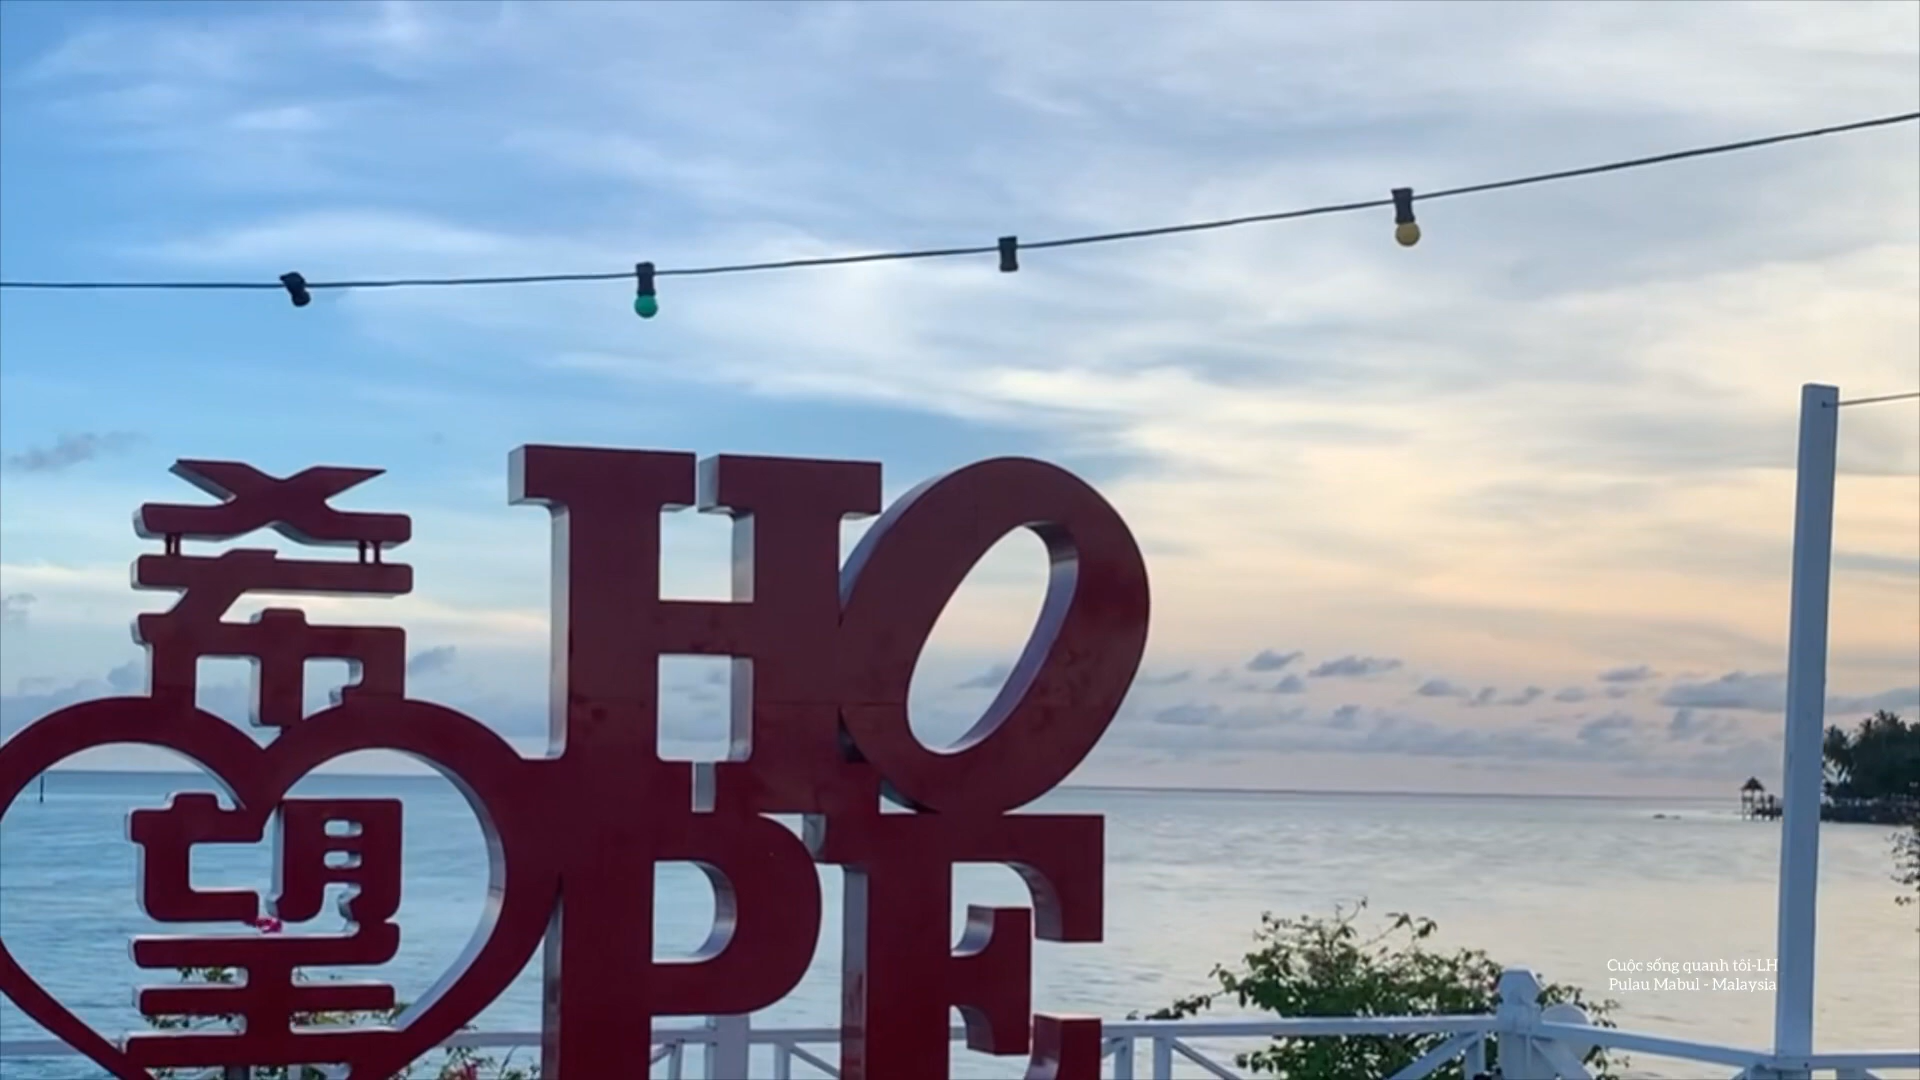 希
望
HO
PE
Cuộc sống quanh tôi-LH
Pulau Mabul - Malaysia